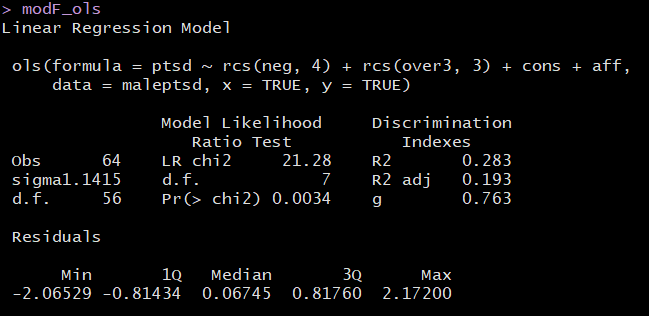 > modF_ols
Linear Regression Model

 ols(formula = ptsd ~ rcs(neg, 4) + rcs(over3, 3) + cons + aff,
     data = maleptsd, x = TRUE, y = TRUE)

                Model Likelihood     Discrimination
                   Ratio Test           Indexes
 Obs      64    LR chi2     21.28    R2       0.283
 sigma1.1415    d.f.            7    R2 adj   0.193
 d.f.     56    Pr(> chi2) 0.0034    g        0.763

 Residuals

      Min       1Q   Median       3Q      Max
 -2.06529 -0.81434  0.06745  0.81760  2.17200